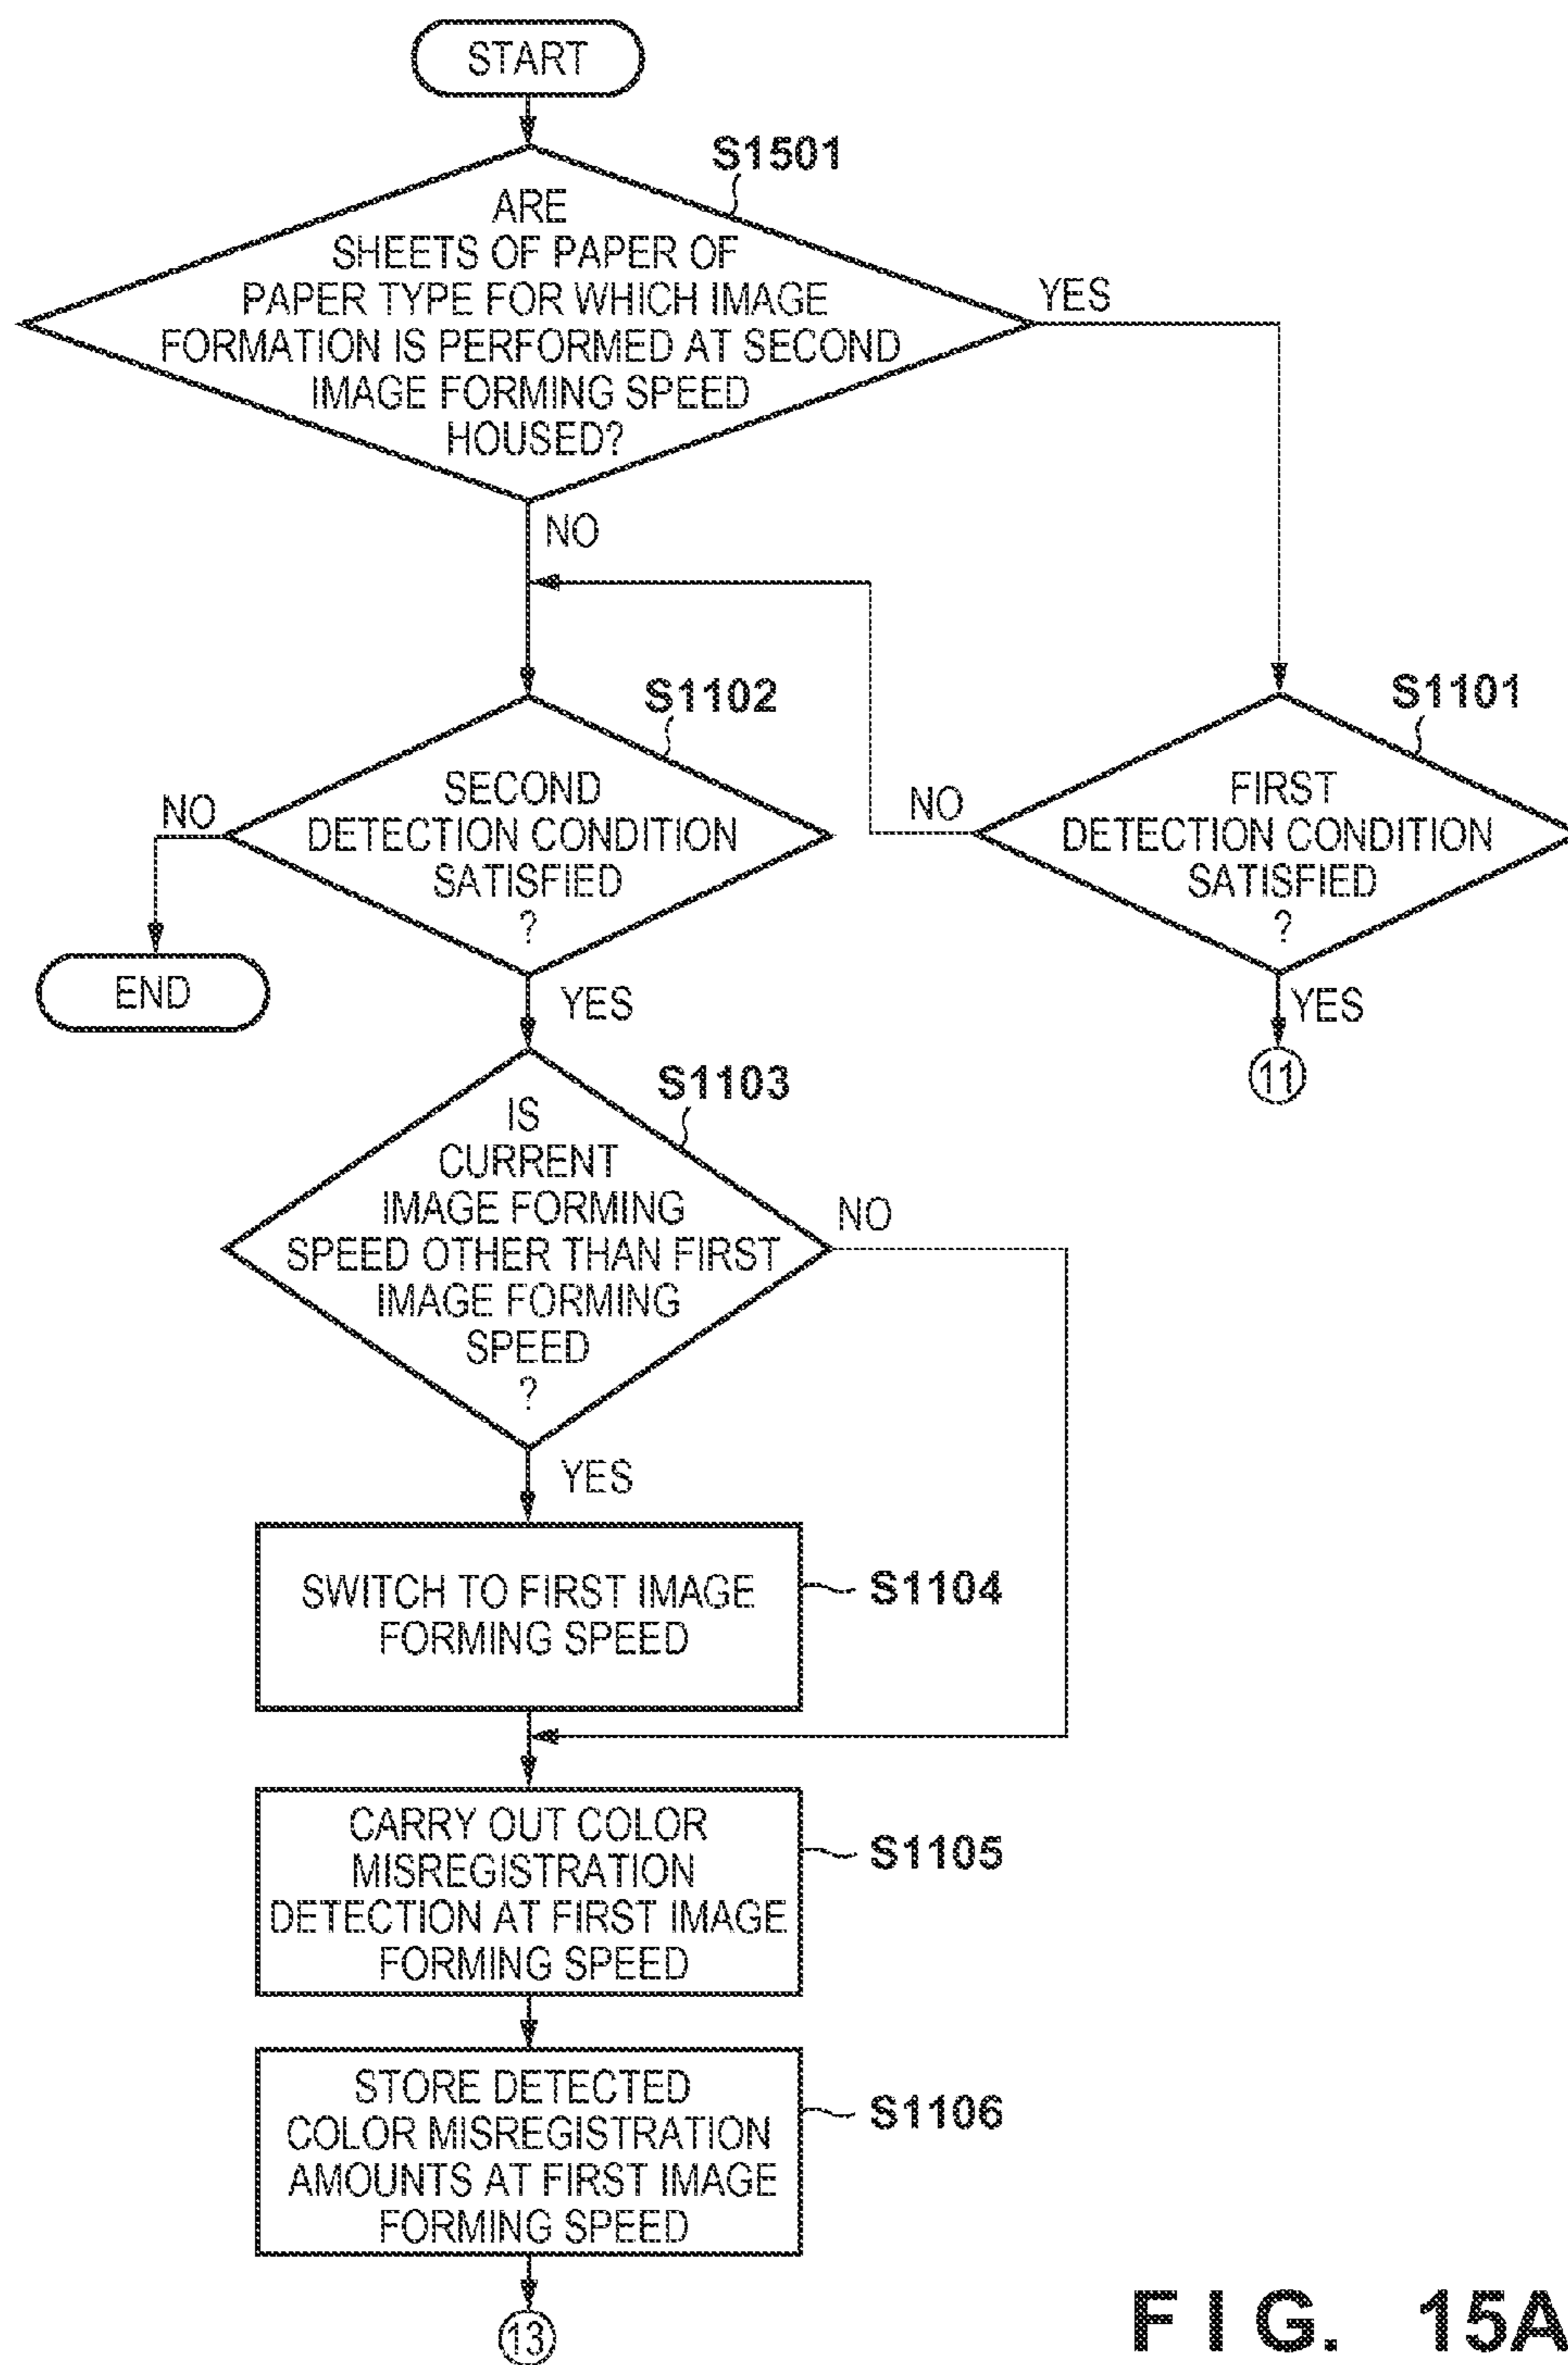 START
S1501
ARE
SHEETS OF PAPER OF
PAPER TYPE FOR WHICH IMAGE
FORMATION IS PERFORMED AT SECOND
IMAGE FORMING SPEED
HOUSED?
YES
NO
S1102
SECOND
DETECTION CONDITION
SATISFIED
?
NO
END
YES
S1101
FIRST
DETECTION CONDITION
SATISFIED
?
NO
YES
11
S1103
IS
CURRENT
IMAGE FORMING
SPEED OTHER THAN FIRST
IMAGE FORMING
SPEED
?
NO
YES
SWITCH TO FIRST IMAGE
FORMING SPEED
S1104
CARRY OUT COLOR
MISREGISTRATION
DETECTION AT FIRST IMAGE
FORMING SPEED
S1105
STORE DETECTED
COLOR MISREGISTRATION
AMOUNTS AT FIRST IMAGE
FORMING SPEED
S1106
13
FIG. 15A